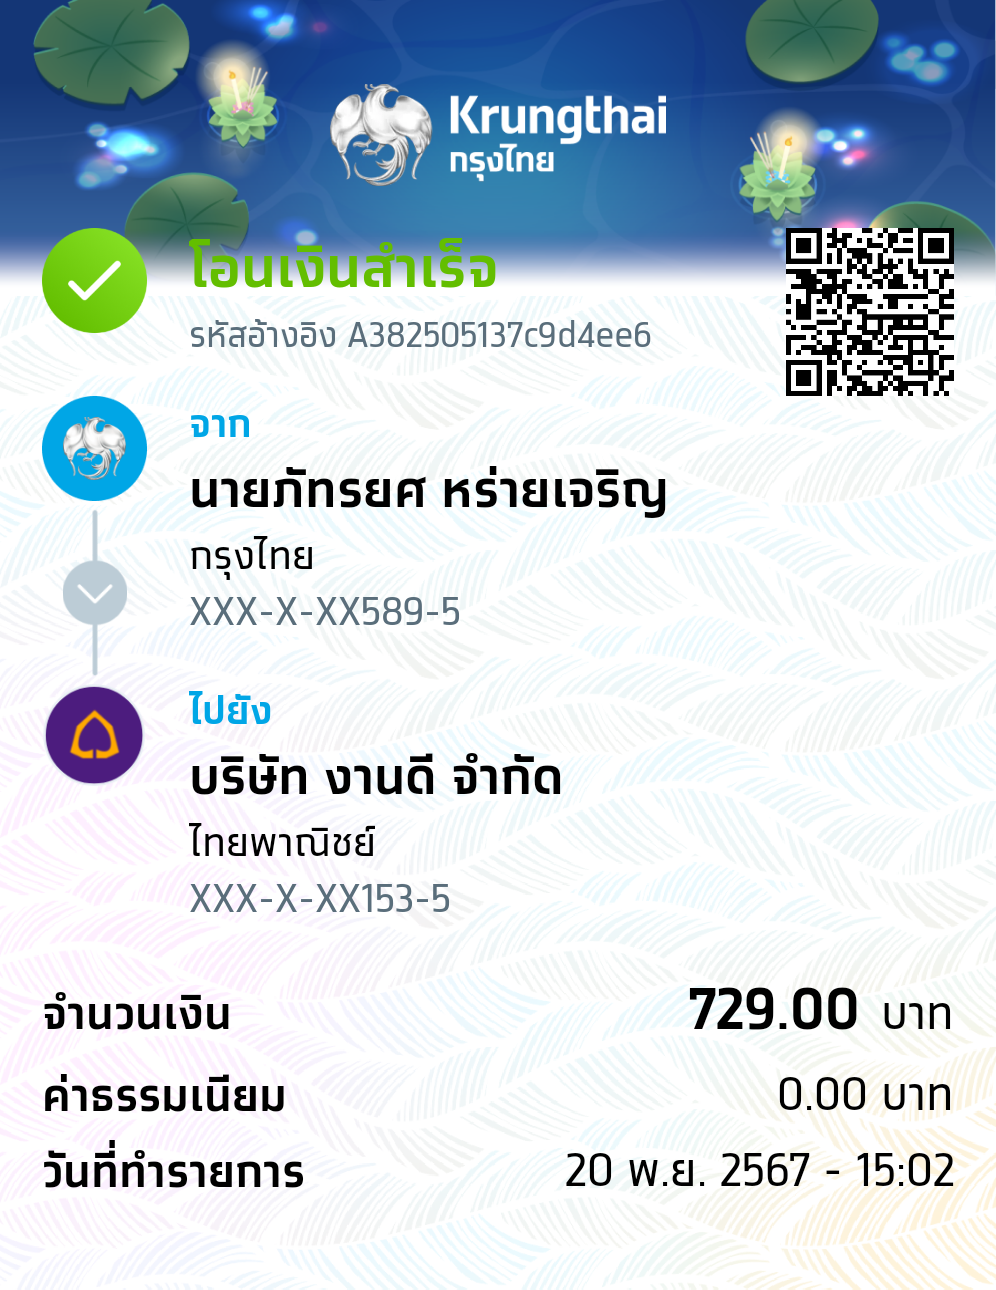 Krungthai
กรุงไทย
โอนเงินสำเร็จ
รหัสอ้างอิง A382505137c9d4ee6
จาก
นายภัทรยศ หร่ายเจริญ
กรุงไทย
XXX-X-XX589-5
ไปยัง
บริษัท งานดี จำกัด
ไทยพาณิชย์
XXX-X-XX153-5
จำนวนเงิน 729.00 บาท
ค่าธรรมเนียม 0.00 บาท
วันที่ทำรายการ 20 พ.ย. 2567 - 15:02